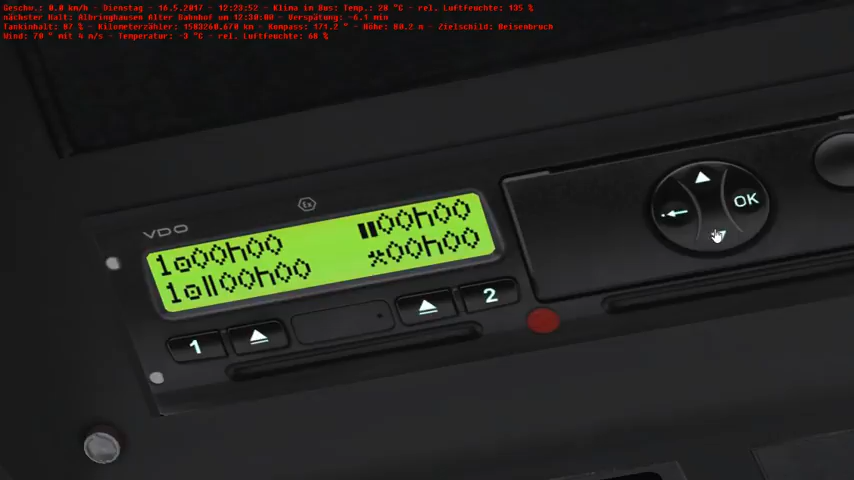 Geschw.: 0.0 km/h - Dienstag - 16.5.2017 - 12:23:52 - Klima im Bus: Temp.: 20 °C - rel. Luftfeuchte: 135 %
nächster Halt: Albringhausen Alter Bahnhof um 12:30:00 - Verspätung: -6.1 min
Tankinhalt: 87 % - Kilometerzähler: 1503260.670 km - Kompass: 171.2 ° - Höhe: 80.2 m - Zielschild: Beisenbruch
Wind: 70 ° mit 4 m/s - Temperatur: -3 °C - rel. Luftfeuchte: 60 %
VDO
Ex
1 00h00 00h00
1 00h00 00h00
1
2
OK